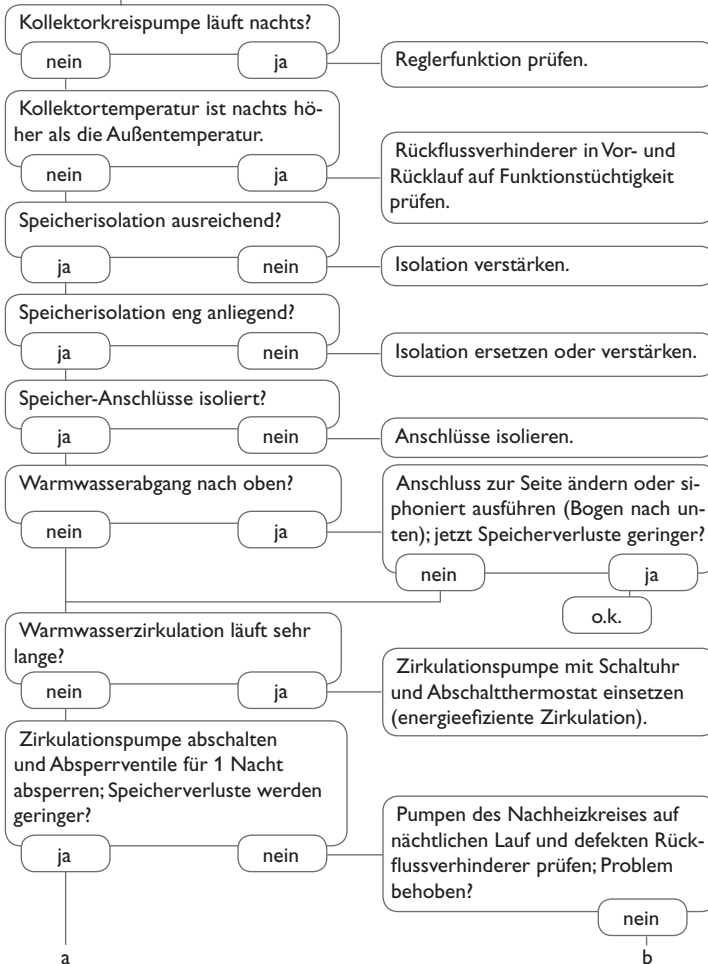 Kollektorkreispumpe läuft nachts?
nein
ja
Reglerfunktion prüfen.
Kollektortemperatur ist nachts hö-
her als die Außentemperatur.
nein
ja
Rückflussverhinderer in Vor- und
Rücklauf auf Funktionstüchtigkeit
prüfen.
Speicherisolation ausreichend?
ja
nein
Isolation verstärken.
Speicherisolation eng anliegend?
ja
nein
Isolation ersetzen oder verstärken.
Speicher-Anschlüsse isoliert?
ja
nein
Anschlüsse isolieren.
Warmwasserabgang nach oben?
nein
ja
Anschluss zur Seite ändern oder si-
phoniert ausführen (Bogen nach un-
ten); jetzt Speicherverluste geringer?
nein
ja
o.k.
Warmwasserzirkulation läuft sehr
lange?
nein
ja
Zirkulationspumpe mit Schaltuhr
und Abschaltthermostat einsetzen
(energieefiziente Zirkulation).
Zirkulationspumpe abschalten
und Absperrventile für 1 Nacht
absperren; Speicherverluste werden
geringer?
ja
nein
Pumpen des Nachheizkreises auf
nächtlichen Lauf und defekten Rück-
flussverhinderer prüfen; Problem
behoben?
nein
a
b